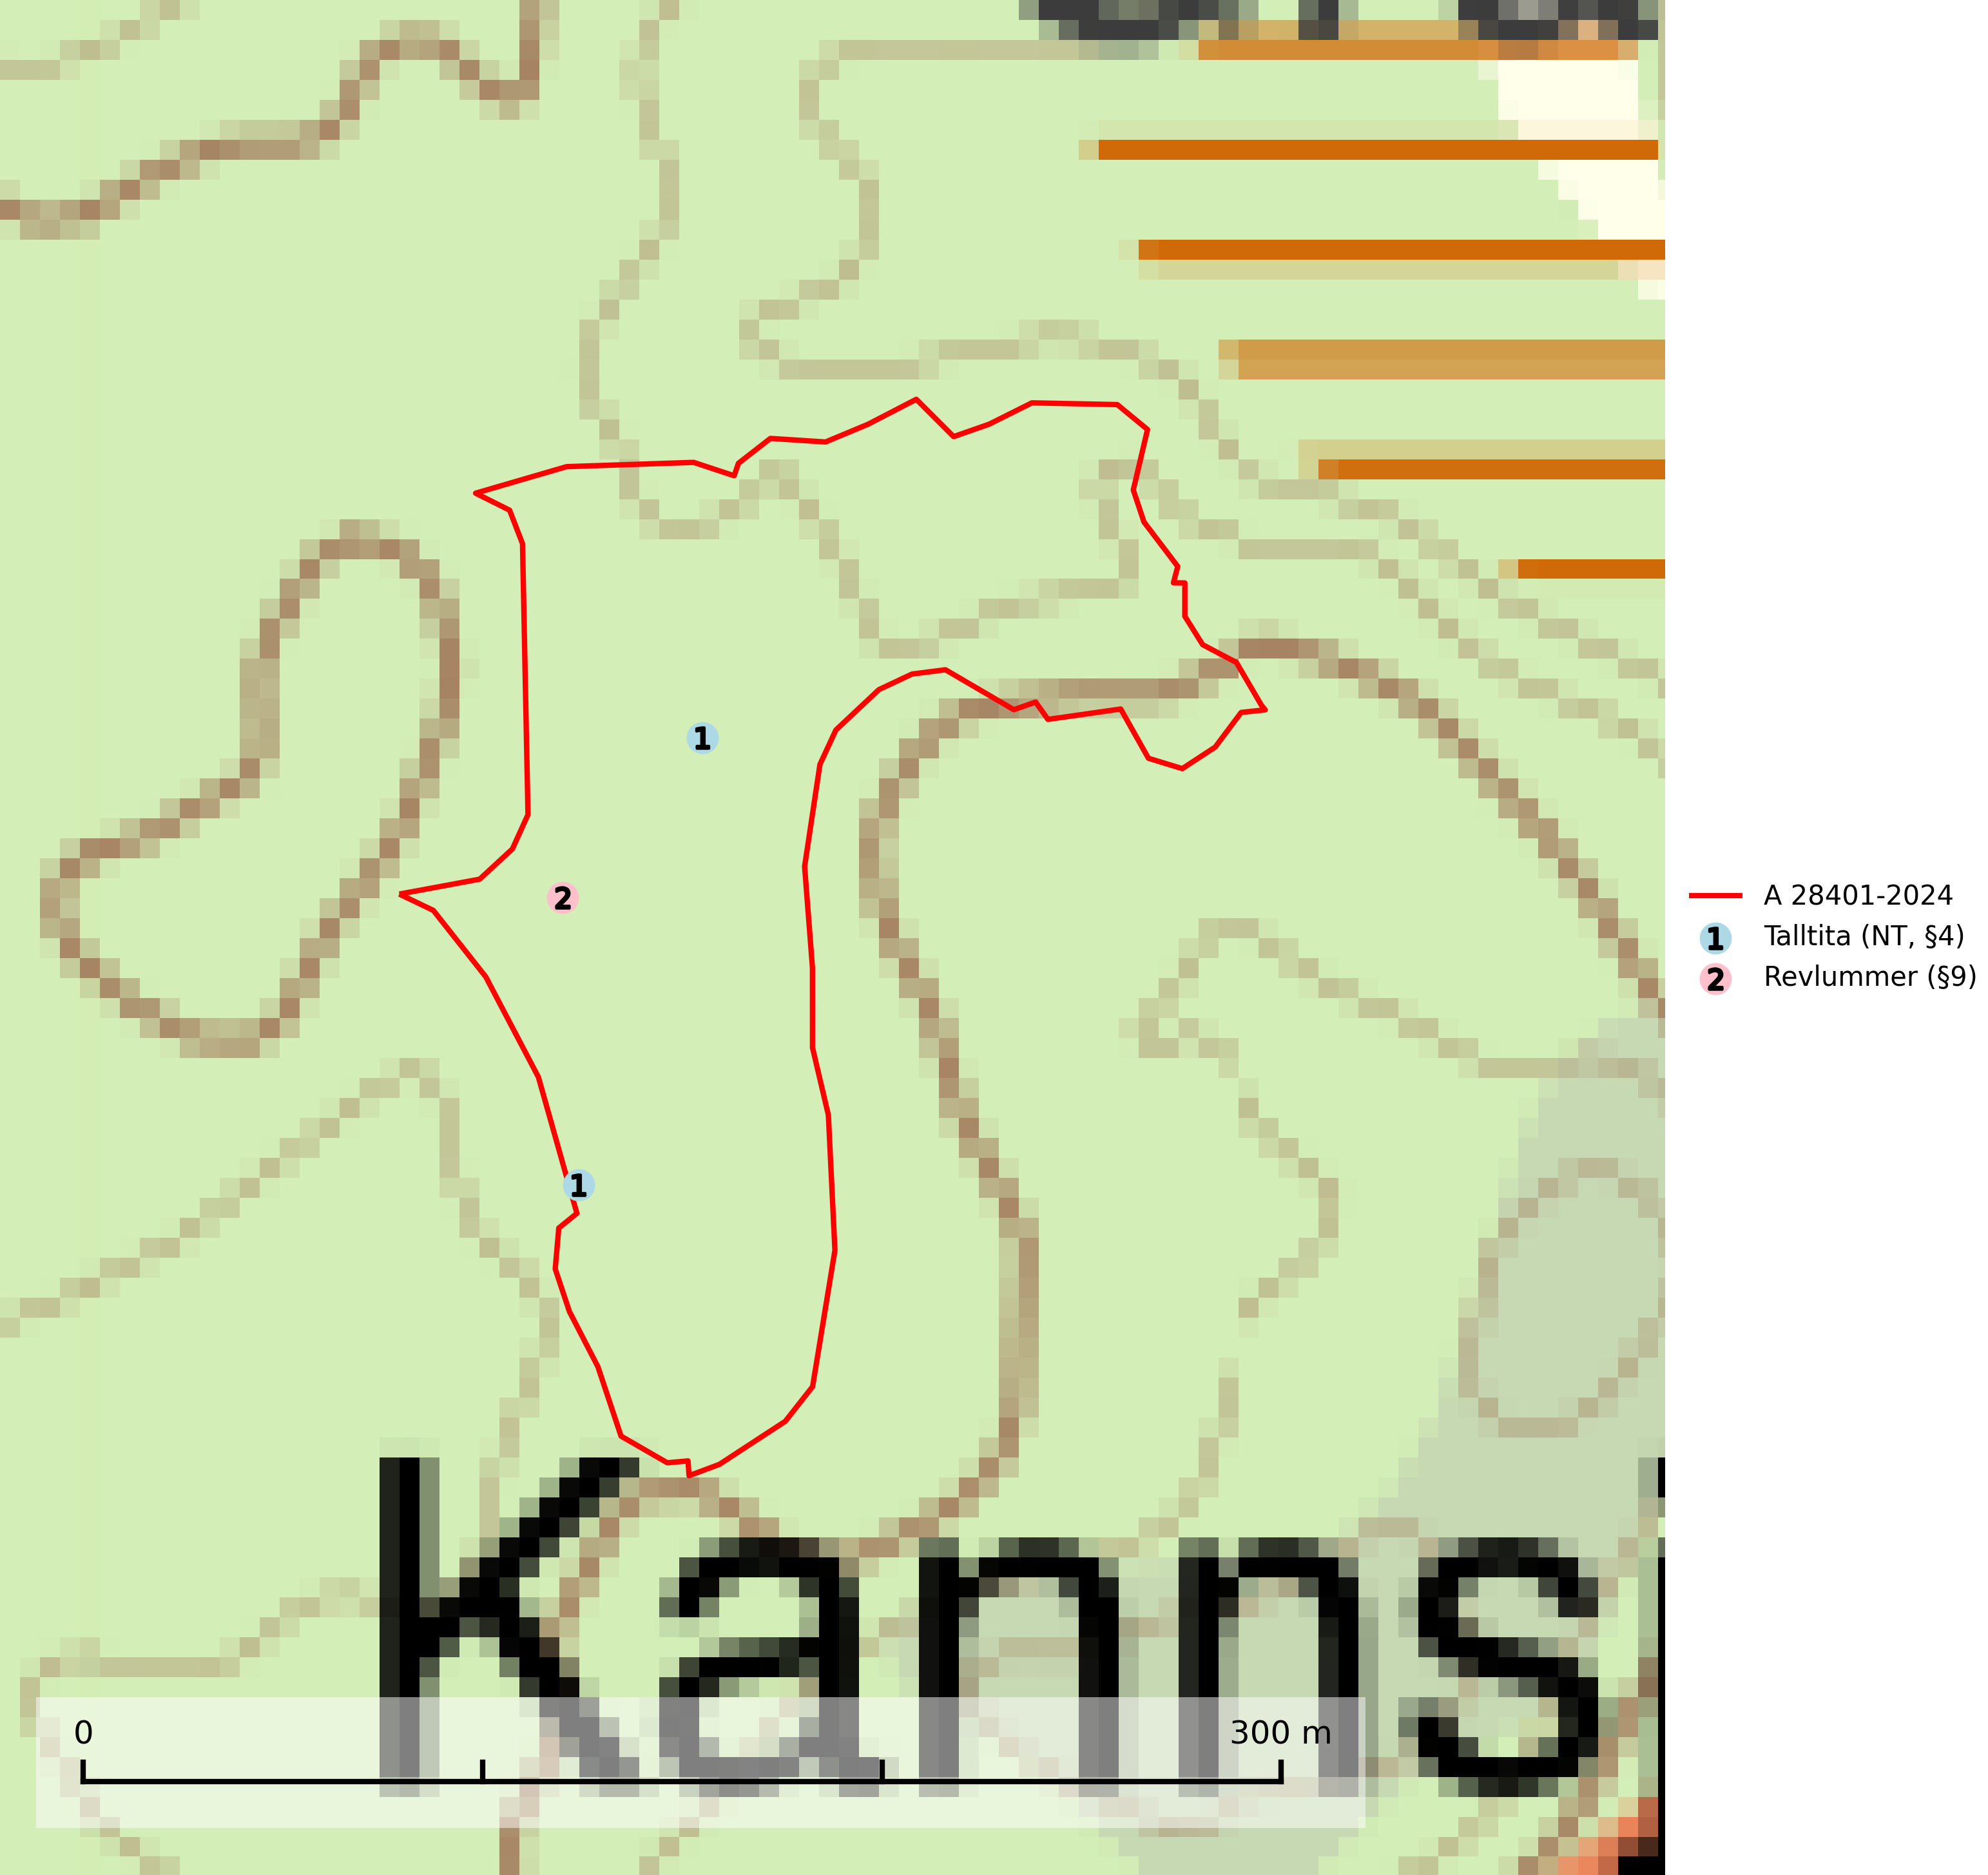 1
2
1
A 28401-2024
1 Talltita (NT, §4)
2 Revlummer (§9)
Kanns
0 300 m